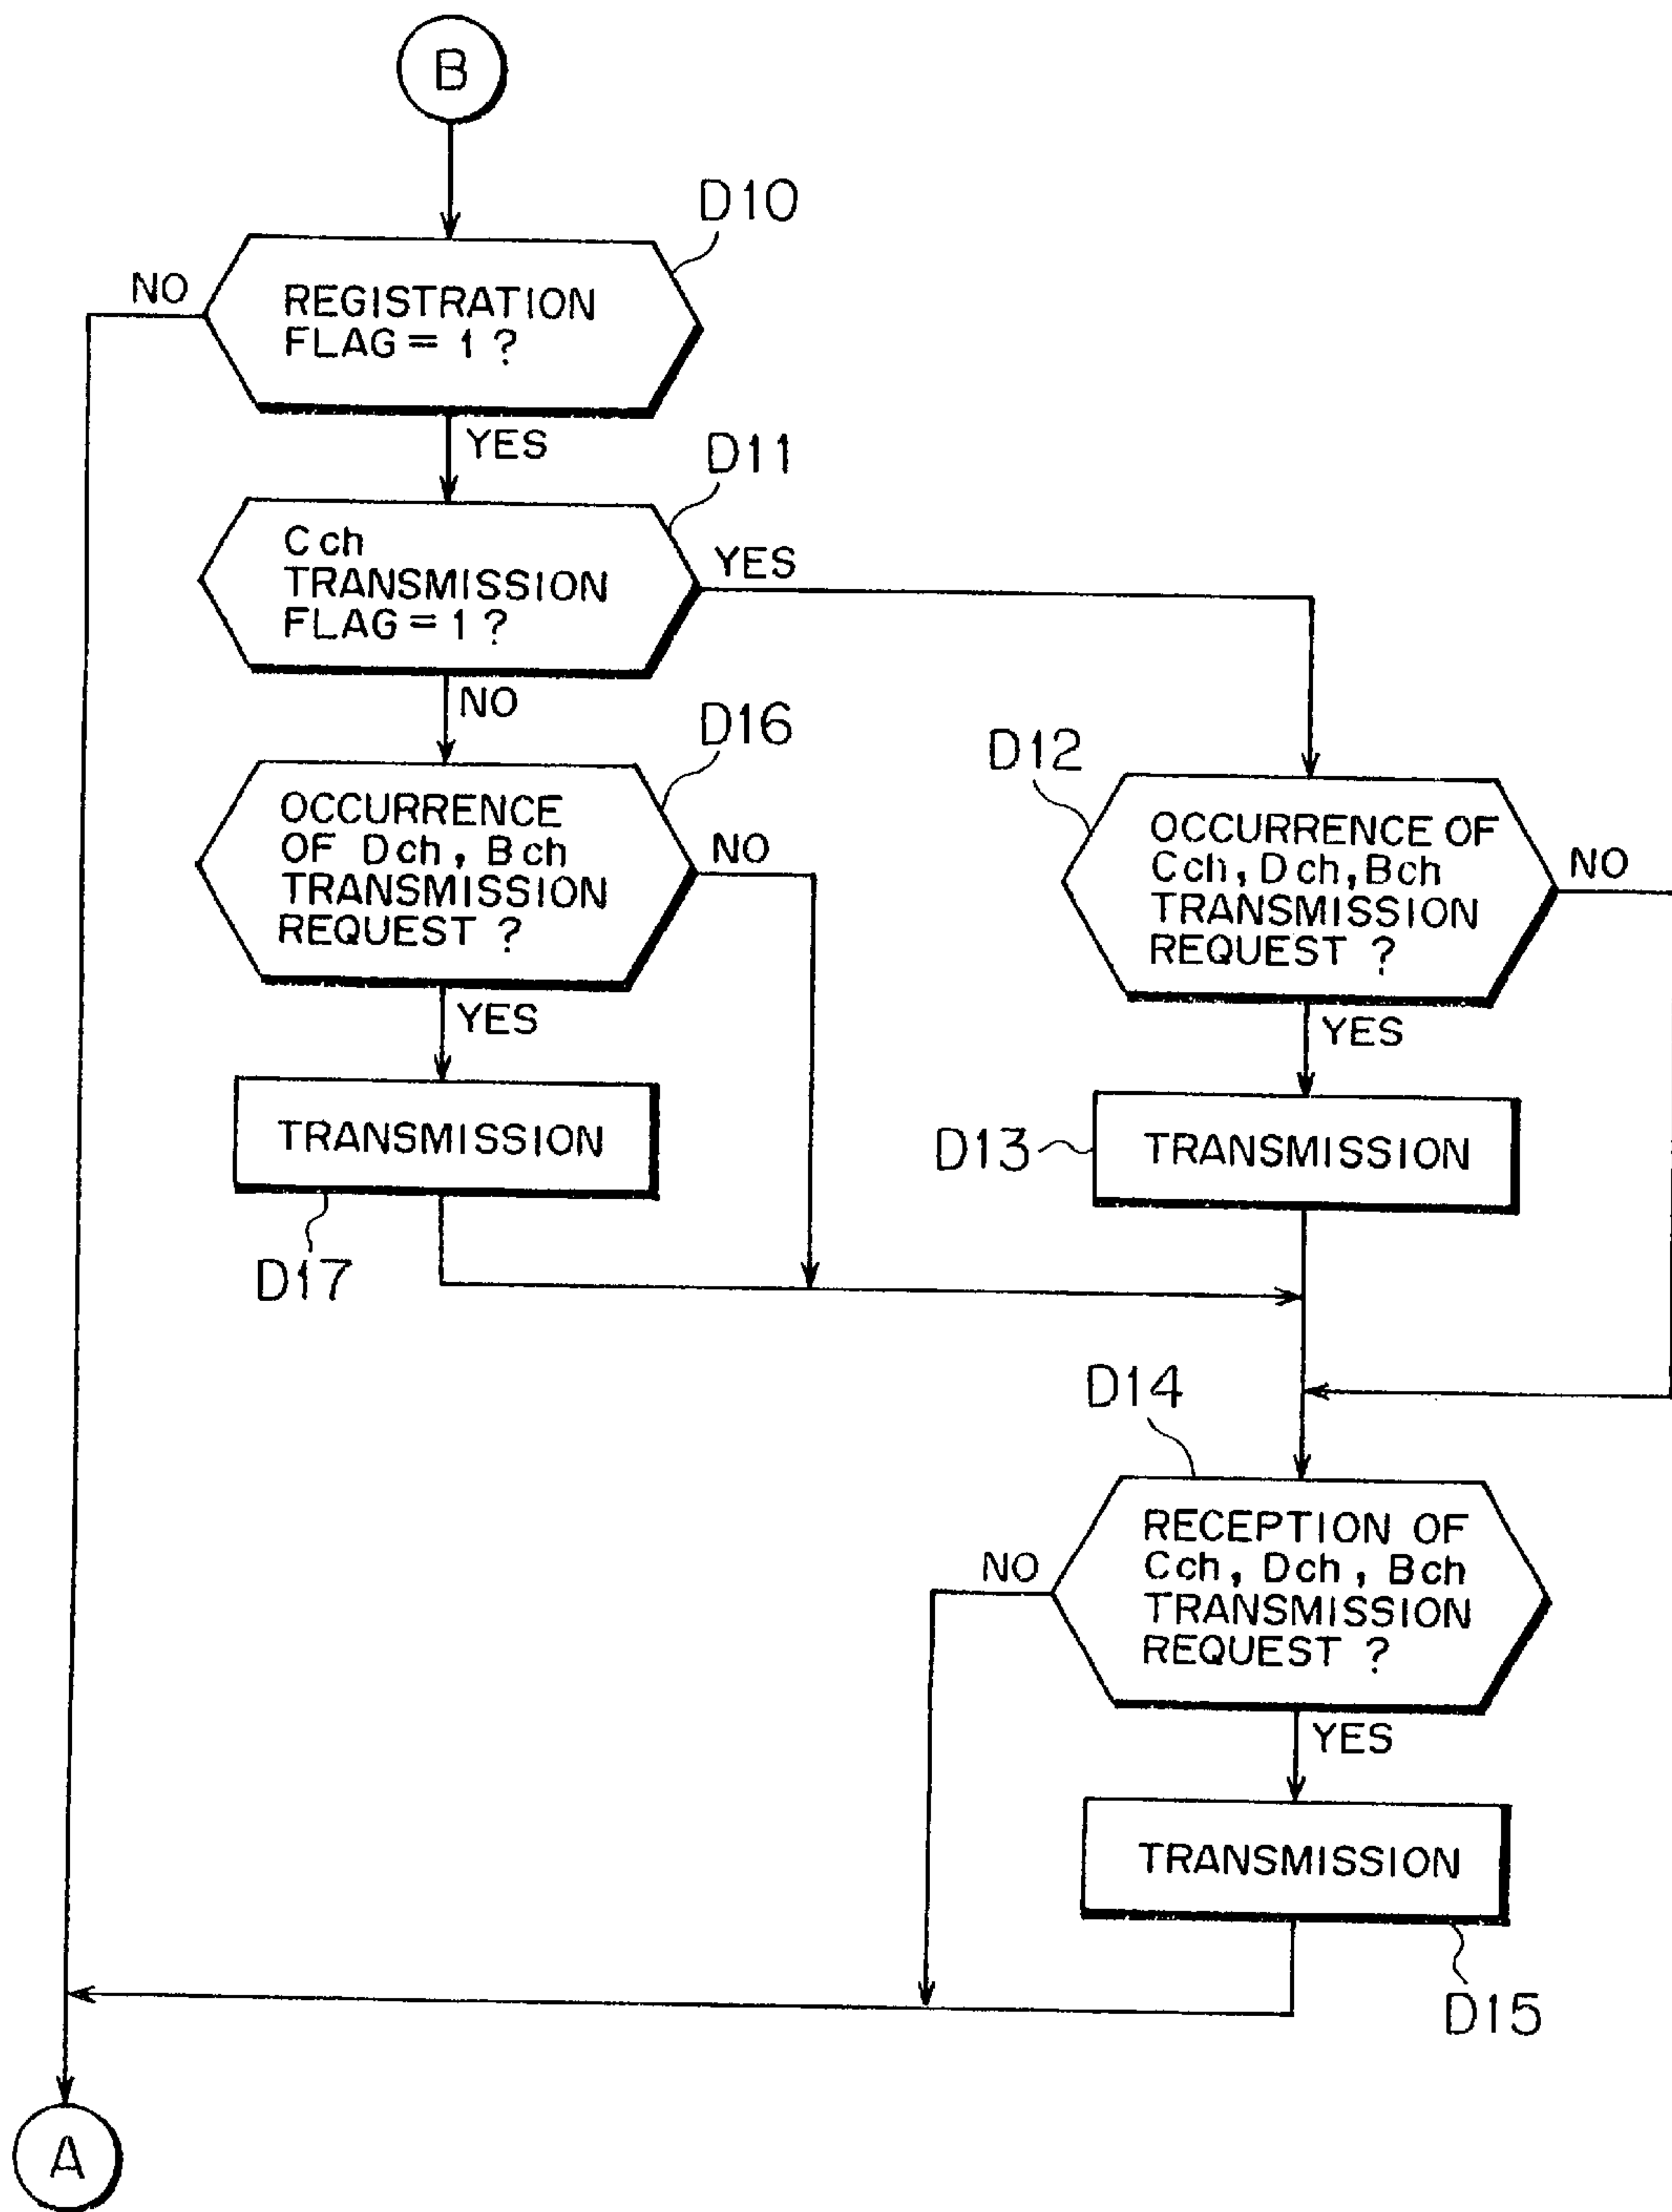 B
D10
NO
REGISTRATION
FLAG = 1 ?
YES
D11
Cch
TRANSMISSION
FLAG = 1 ?
YES
NO
D16
OCCURRENCE
OF Dch, Bch
TRANSMISSION
REQUEST ?
NO
D12
OCCURRENCE OF
Cch, Dch, Bch
TRANSMISSION
REQUEST ?
NO
YES
YES
TRANSMISSION
D17
D13
TRANSMISSION
D14
RECEPTION OF
Cch, Dch, Bch
TRANSMISSION
REQUEST ?
NO
YES
TRANSMISSION
D15
A